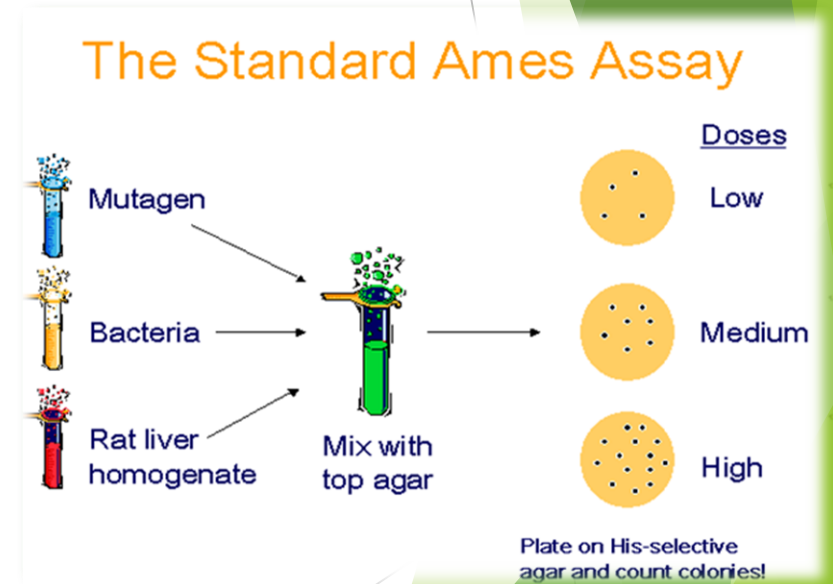 The Standard Ames Assay
Doses
Mutagen
Low
Bacteria
Medium
Rat liver
homogenate
Mix with
top agar
High
Plate on His-selective
agar and count colonies!